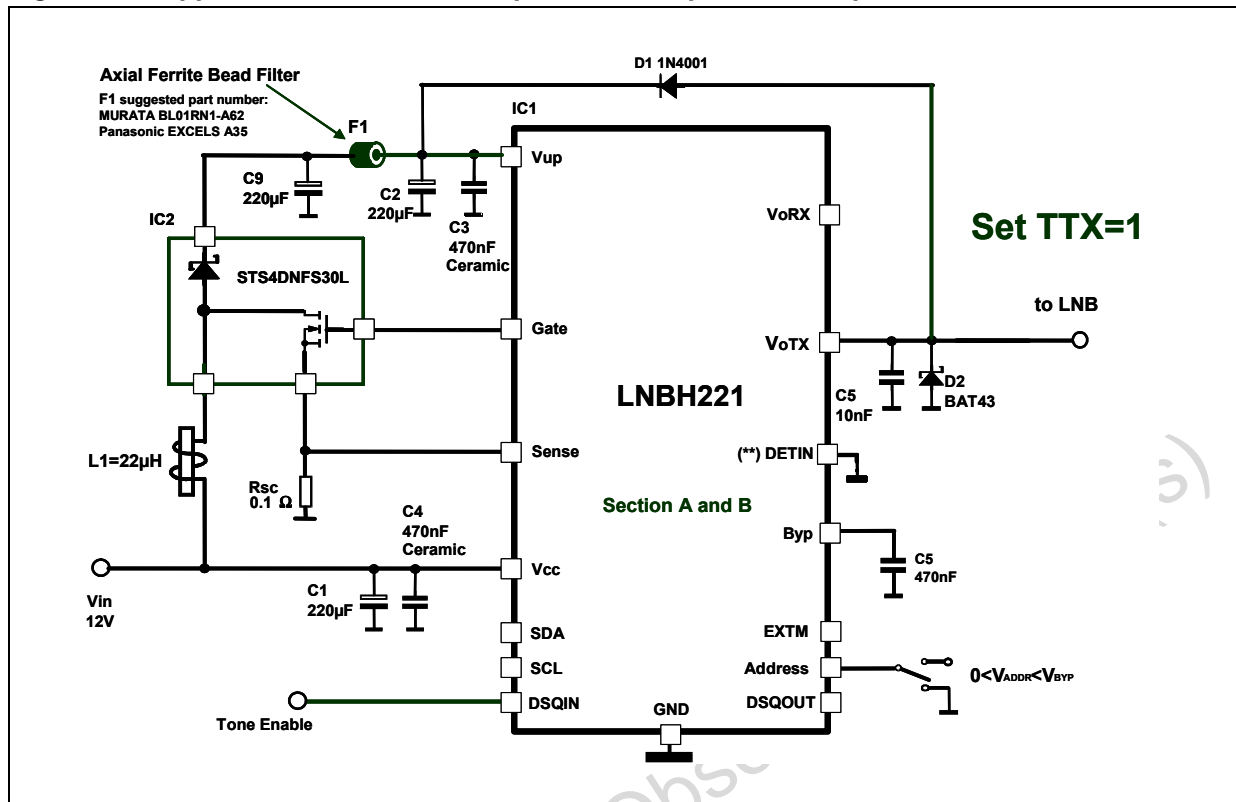 D1 1N4001
Axial Ferrite Bead Filter
F1 suggested part number:
MURATA BL01RN1-A62
Panasonic EXCELS A35
F1
IC1
Vup
C9
220µF
C2
220µF
C3
470nF
Ceramic
IC2
STS4DNFS30L
VoRX
Set TTX=1
to LNB
Gate
VoTX
LNBH221
C5
10nF
D2
BAT43
L1=22µH
Sense
(**) DETIN
Rsc
0.1 Ω
Section A and B
C4
470nF
Ceramic
Byp
C5
470nF
Vcc
C1
220µF
Vin
12V
SDA
EXTM
SCL
Address
0<VADDR<VBYP
DSQIN
DSQOUT
Tone Enable
GND